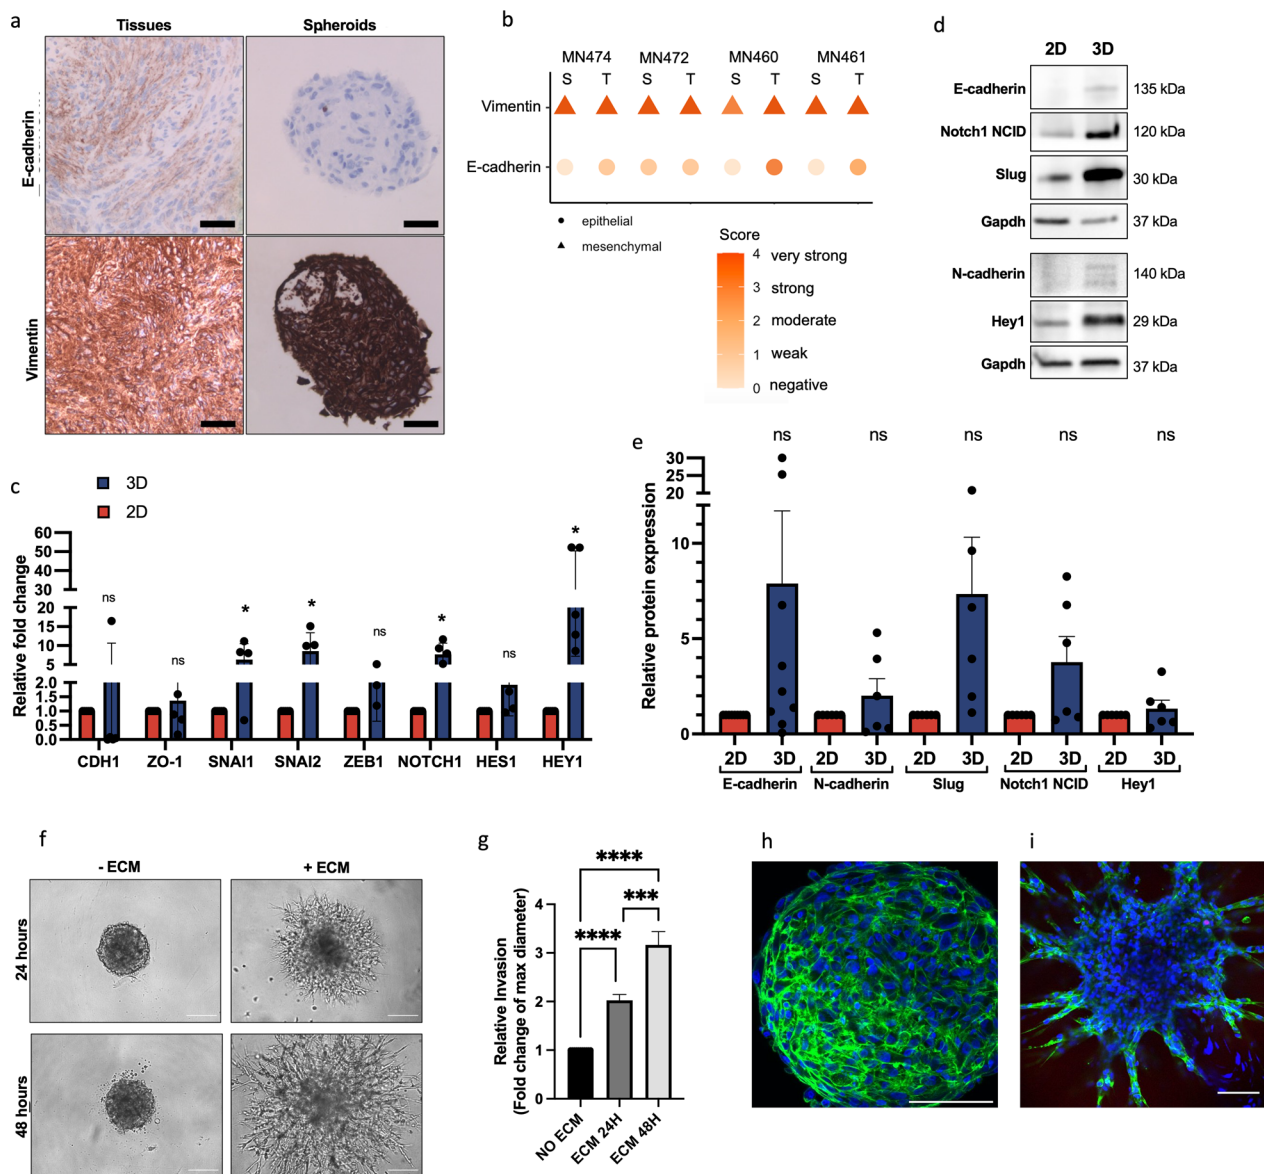 a
Tissues
Spheroids
E-cadherin
Vimentin
b
MN474 MN472 MN460 MN461
S T S T S T S T
Vimentin
E-cadherin
epithelial
mesenchymal
Score
4 very strong
3 strong
2 moderate
1 weak
0 negative
d
2D 3D
E-cadherin 135 kDa
Notch1 NCID 120 kDa
Slug 30 kDa
Gapdh 37 kDa
N-cadherin 140 kDa
Hey1 29 kDa
Gapdh 37 kDa
c
3D
2D
Relative fold change
60
50
40
30
20
10
5
2.0
1.5
1.0
0.5
0.0
ns ns * * ns * ns *
CDH1 ZO-1 SNAI1 SNAI2 ZEB1 NOTCH1 HES1 HEY1
e
ns ns ns ns ns
Relative protein expression
30
25
20
10
5
0
2D 3D 2D 3D 2D 3D 2D 3D 2D 3D
E-cadherin N-cadherin Slug Notch1 NCID Hey1
f
- ECM + ECM
24 hours
48 hours
g
Relative Invasion
(Fold change of max diameter)
4
3
2
1
0
****
***
****
NO ECM
ECM 24H
ECM 48H
h
i